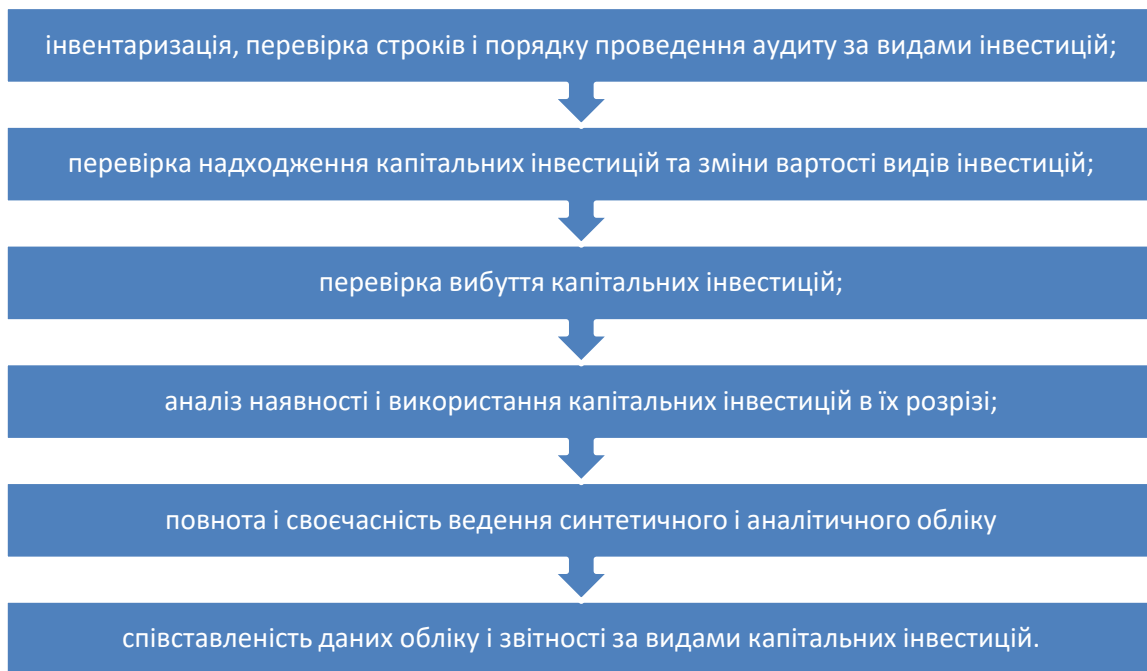 інвентаризація, перевірка строків і порядку проведення аудиту за видами інвестицій;
перевірка надходження капітальних інвестицій та зміни вартості видів інвестицій;
перевірка вибуття капітальних інвестицій;
аналіз наявності і використання капітальних інвестицій в їх розрізі;
повнота і своєчасність ведення синтетичного і аналітичного обліку
співставленість даних обліку і звітності за видами капітальних інвестицій.